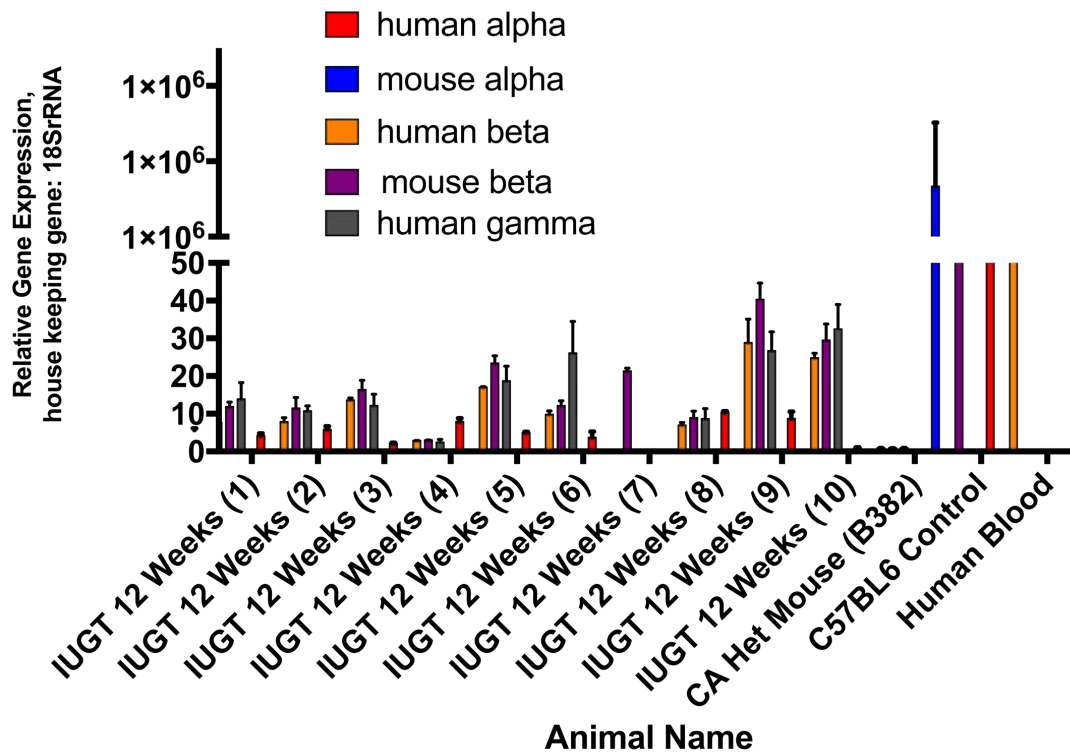 human alpha
mouse alpha
human beta
mouse beta
human gamma
Relative Gene Expression,
house keeping gene: 18SrRNA
1×10⁶
1×10⁶
1×10⁶
50
40
30
20
10
0
IUGT 12 Weeks (1)
IUGT 12 Weeks (2)
IUGT 12 Weeks (3)
IUGT 12 Weeks (4)
IUGT 12 Weeks (5)
IUGT 12 Weeks (6)
IUGT 12 Weeks (7)
IUGT 12 Weeks (8)
IUGT 12 Weeks (9)
IUGT 12 Weeks (10)
CA Het Mouse (B382)
C57BL6 Control
Human Blood
Animal Name